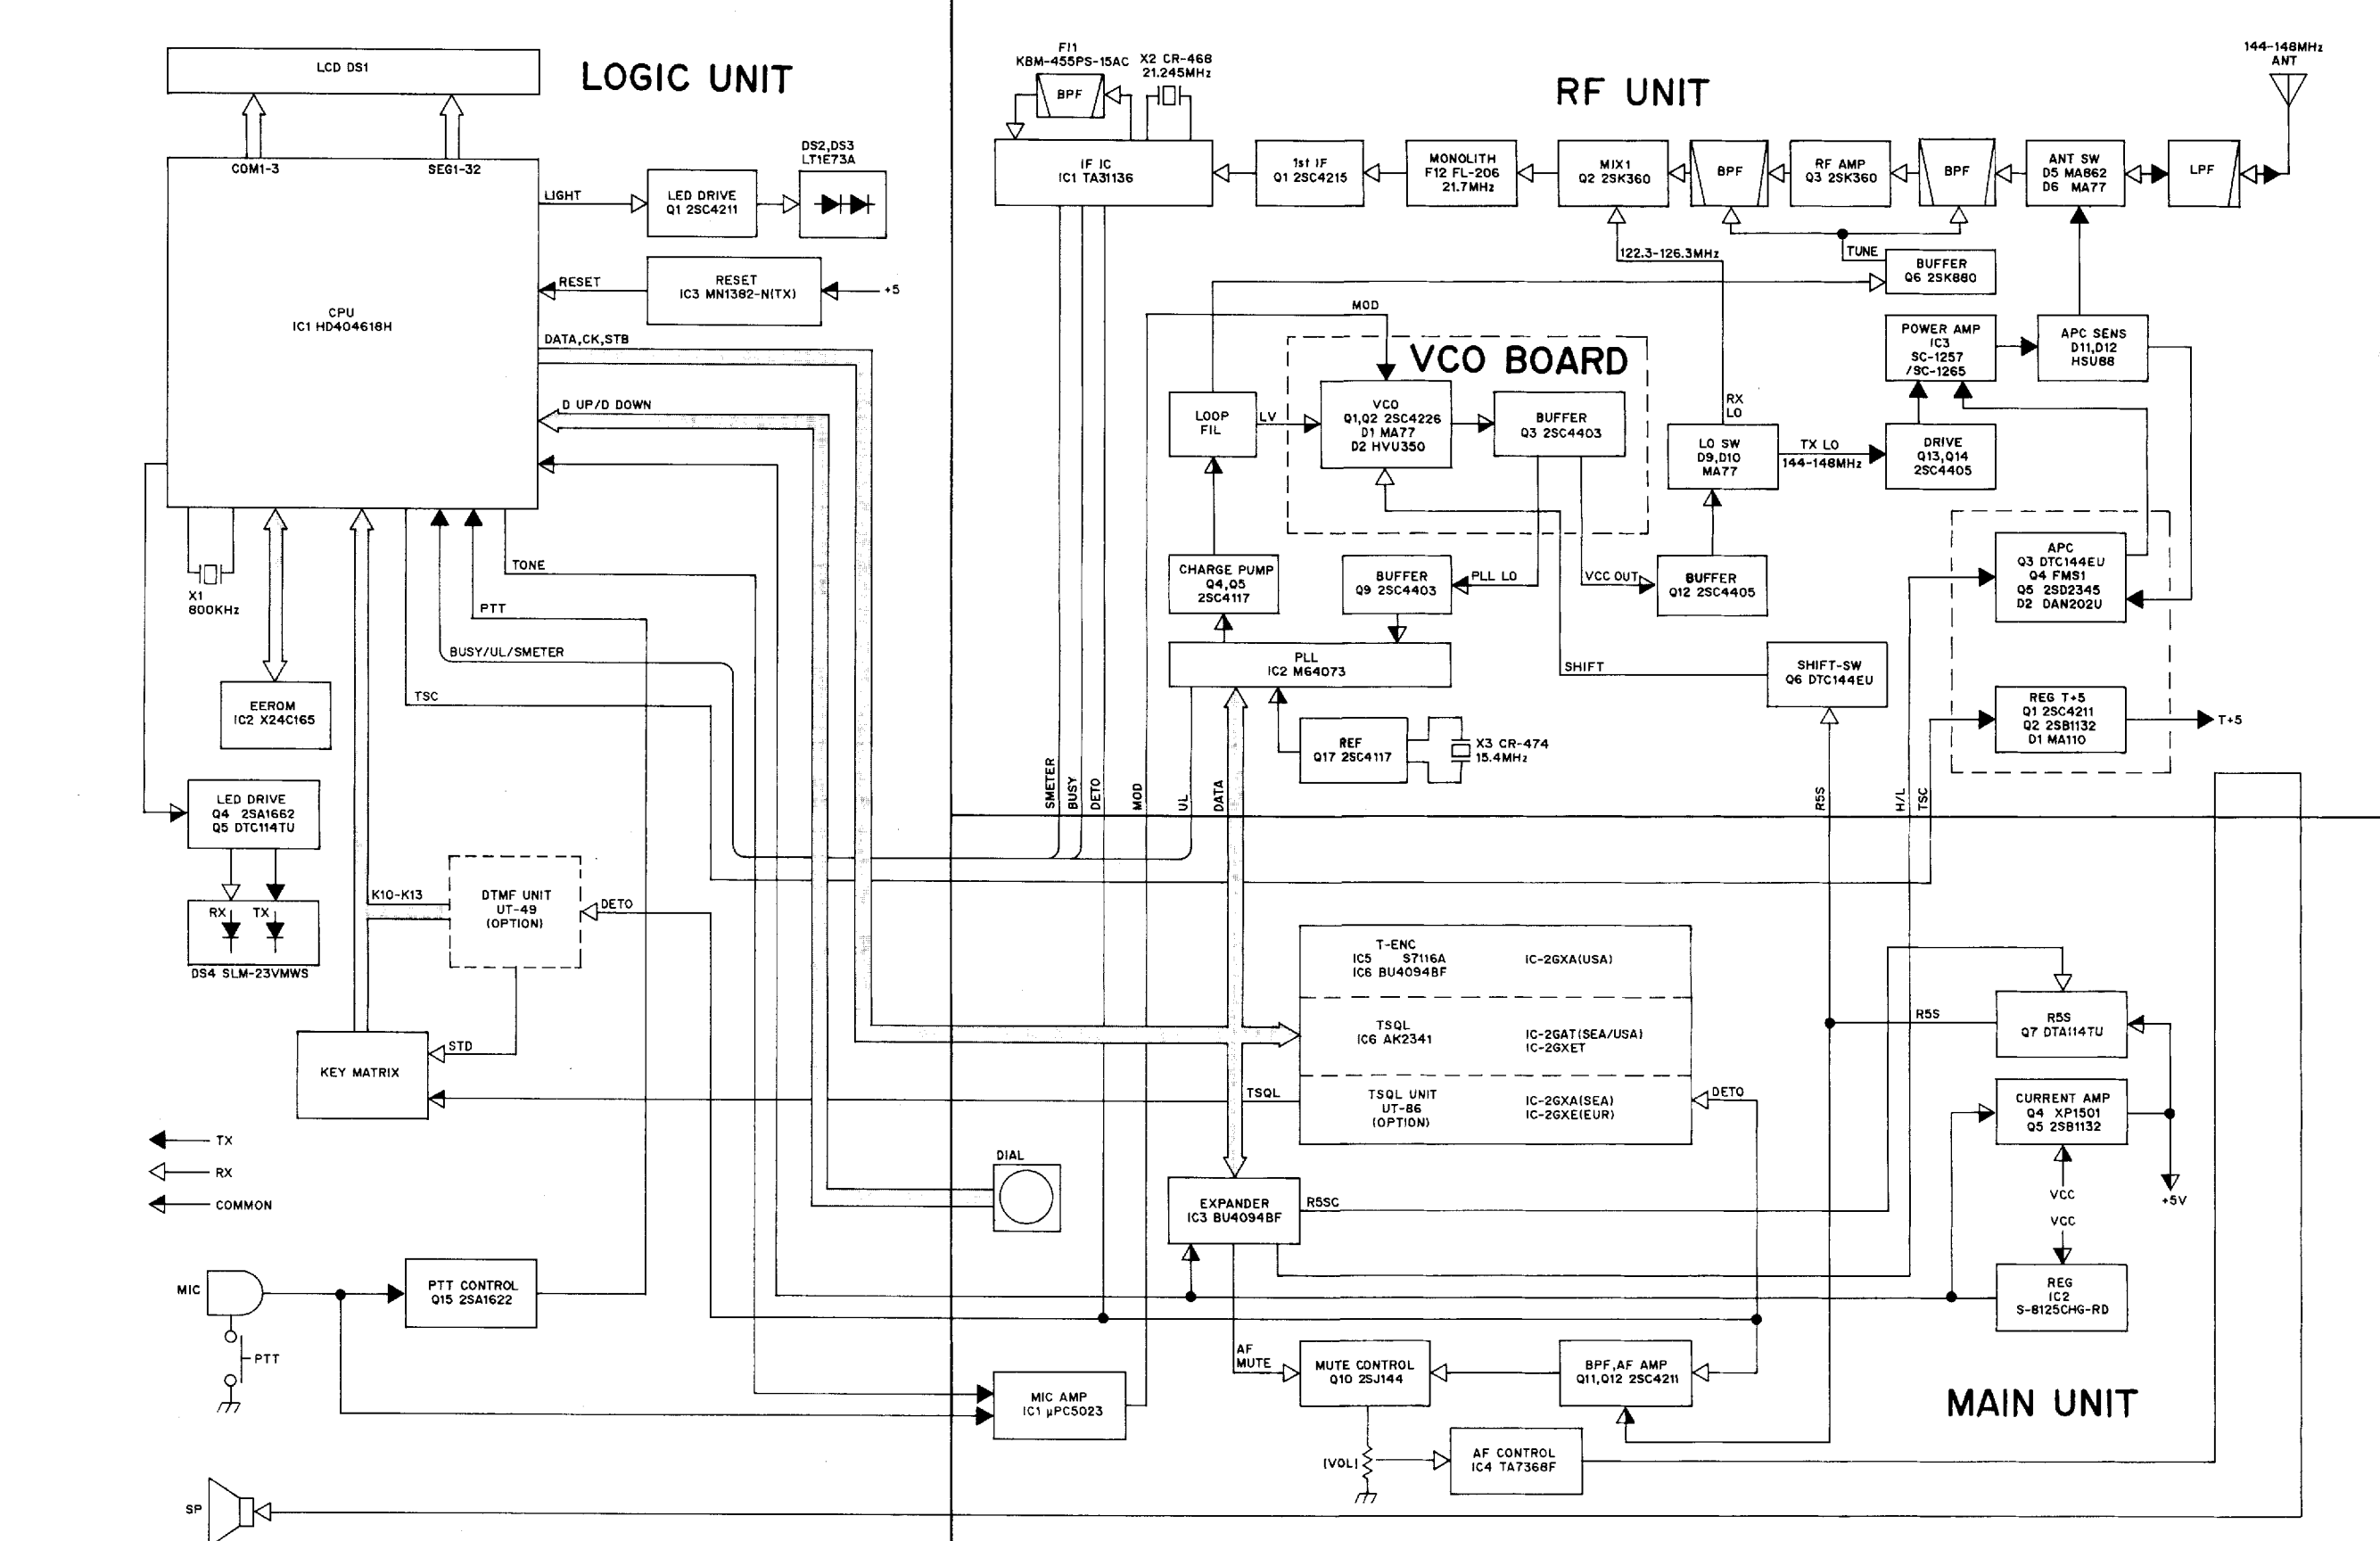 LOGIC UNIT
LCD DS1
COM1-3
SEG1-32
CPU
IC1 HD404618H
LIGHT
LED DRIVE
Q1 2SC4211
DS2,DS3
LT1E73A
RESET
RESET
IC3 MN1382-N(TX)
+5
DATA,CK,STB
D UP/D DOWN
X1
800KHz
TONE
PTT
BUSY/UL/SMETER
TSC
EEROM
IC2 X24C165
LED DRIVE
Q4 2SA1662
Q5 DTC114TU
RX
TX
DS4 SLM-23VMWS
K10-K13
DTMF UNIT
UT-49
(OPTION)
DETO
STD
KEY MATRIX
TX
RX
COMMON
MIC
PTT CONTROL
Q15 2SA1622
PTT
SP
RF UNIT
FI1
KBM-455PS-15AC
BPF
X2 CR-468
21.245MHz
144-148MHz
ANT
IF IC
IC1 TA31136
1st IF
Q1 2SC4215
MONOLITH
F12 FL-206
21.7MHz
MIX1
Q2 2SK360
BPF
RF AMP
Q3 2SK360
BPF
ANT SW
D5 MA862
D6 MA77
LPF
122.3-126.3MHz
TUNE
BUFFER
Q6 2SK880
MOD
VCO BOARD
LOOP
FIL
LV
VCO
Q1,Q2 2SC4226
D1 MA77
D2 HVU350
BUFFER
Q3 2SC4403
RX
LO
LO SW
D9,D10
MA77
TX LO
144-148MHz
DRIVE
Q13,Q14
2SC4405
POWER AMP
IC3
SC-1257
/SC-1265
APC SENS
D11,D12
HSU88
CHARGE PUMP
Q4,Q5
2SC4117
BUFFER
Q9 2SC4403
PLL LO
VCC OUT
BUFFER
Q12 2SC4405
APC
Q3 DTC144EU
Q4 FMS1
Q5 2SD2345
D2 DAN202U
PLL
IC2 M64073
SHIFT
SHIFT-SW
Q6 DTC144EU
REG T+5
Q1 2SC4211
Q2 2SB1132
D1 MA110
T+5
REF
Q17 2SC4117
X3 CR-474
15.4MHz
SMETER
BUSY
DETO
MOD
UL
DATA
R5S
H/L
TSC
T-ENC
IC5 S7116A
IC6 BU4094BF
IC-2GXA(USA)
TSQL
IC6 AK2341
IC-2GAT(SEA/USA)
IC-2GXET
TSQL
TSQL UNIT
UT-86
(OPTION)
IC-2GXA(SEA)
IC-2GXE(EUR)
DETO
R5S
R5S
Q7 DTA114TU
CURRENT AMP
Q4 XP1501
Q5 2SB1132
VCC
VCC
+5V
DIAL
EXPANDER
IC3 BU4094BF
R5SC
REG
IC2
S-8125CHG-RD
AF
MUTE
MUTE CONTROL
Q10 2SJ144
BPF,AF AMP
Q11,Q12 2SC4211
MIC AMP
IC1 µPC5023
(VOL)
AF CONTROL
IC4 TA7368F
MAIN UNIT